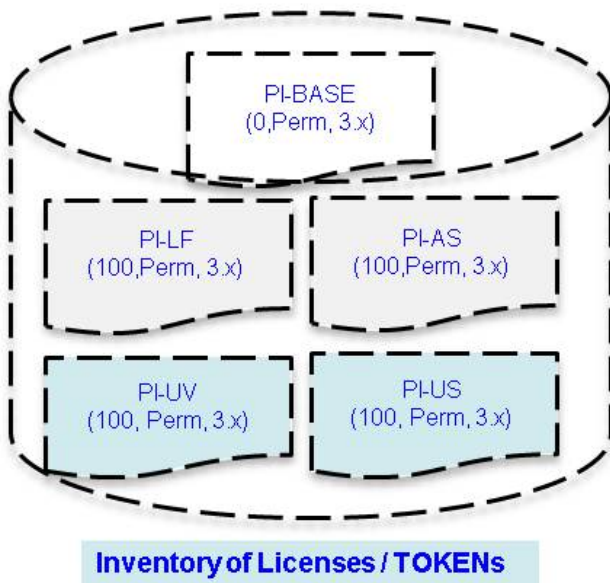 PI-BASE
(0,Perm, 3.x)
PI-LF
(100,Perm, 3.x)
PI-AS
(100,Perm, 3.x)
PI-UV
(100, Perm, 3.x)
PI-US
(100, Perm, 3.x)
Inventory of Licenses / TOKENs